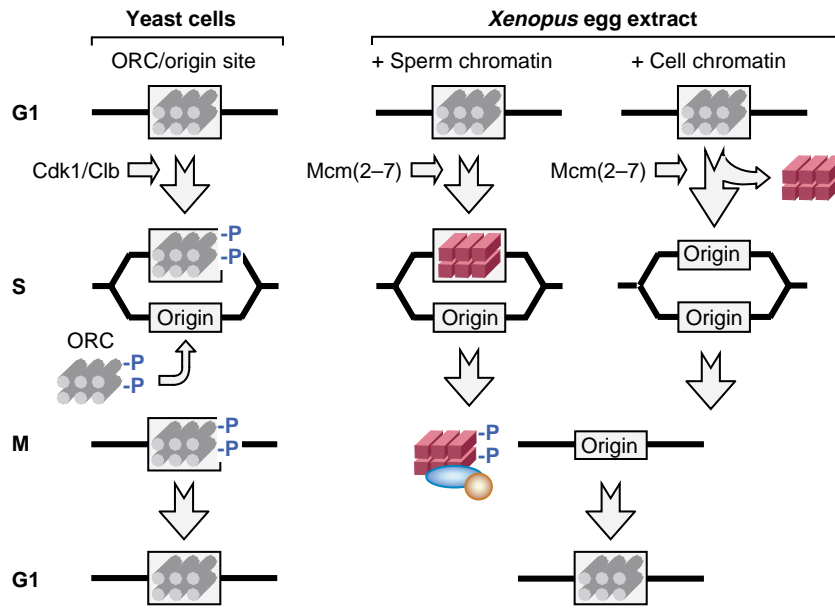 Yeast cells
Xenopus egg extract
ORC/origin site
+ Sperm chromatin
+ Cell chromatin
G1
Cdk1/Clb
Mcm(2–7)
Mcm(2–7)
-P
-P
Origin
S
Origin
Origin
Origin
ORC
-P
-P
-P
-P
-P
-P
M
Origin
G1